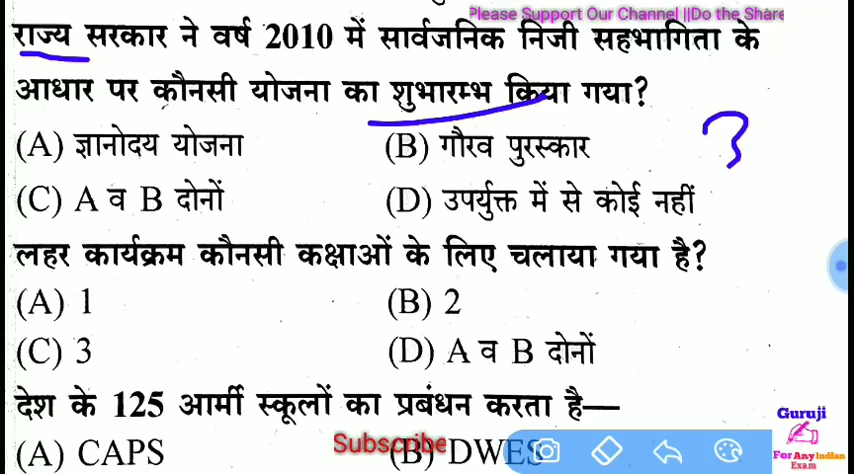 Please Support Our Channel ||Do the Share
राज्य सरकार ने वर्ष 2010 में सार्वजनिक निजी सहभागिता के
आधार पर कौनसी योजना का शुभारम्भ किया गया?
(A) ज्ञानोदय योजना (B) गौरव पुरस्कार
(C) A व B दोनों (D) उपर्युक्त में से कोई नहीं
लहर कार्यक्रम कौनसी कक्षाओं के लिए चलाया गया है?
(A) 1 (B) 2
(C) 3 (D) A व B दोनों
देश के 125 आर्मी स्कूलों का प्रबंधन करता है—
(A) CAPS (B) DWES
Subscribe
Guruji
For Any Indian
Exam